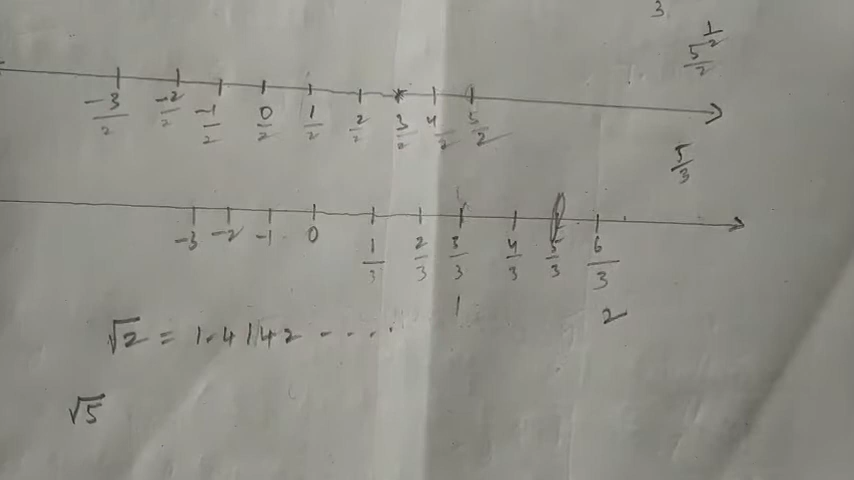 3.
5 1/2
5/2
-3/2 -2/2 -1/2 0/2 1/2 2/2 3/2 4/2 5/2
5/3
-3 -2 -1 0 1/3 2/3 3/3 4/3 5/3 6/3
1 2
√2 = 1.4142 - - - .
√5